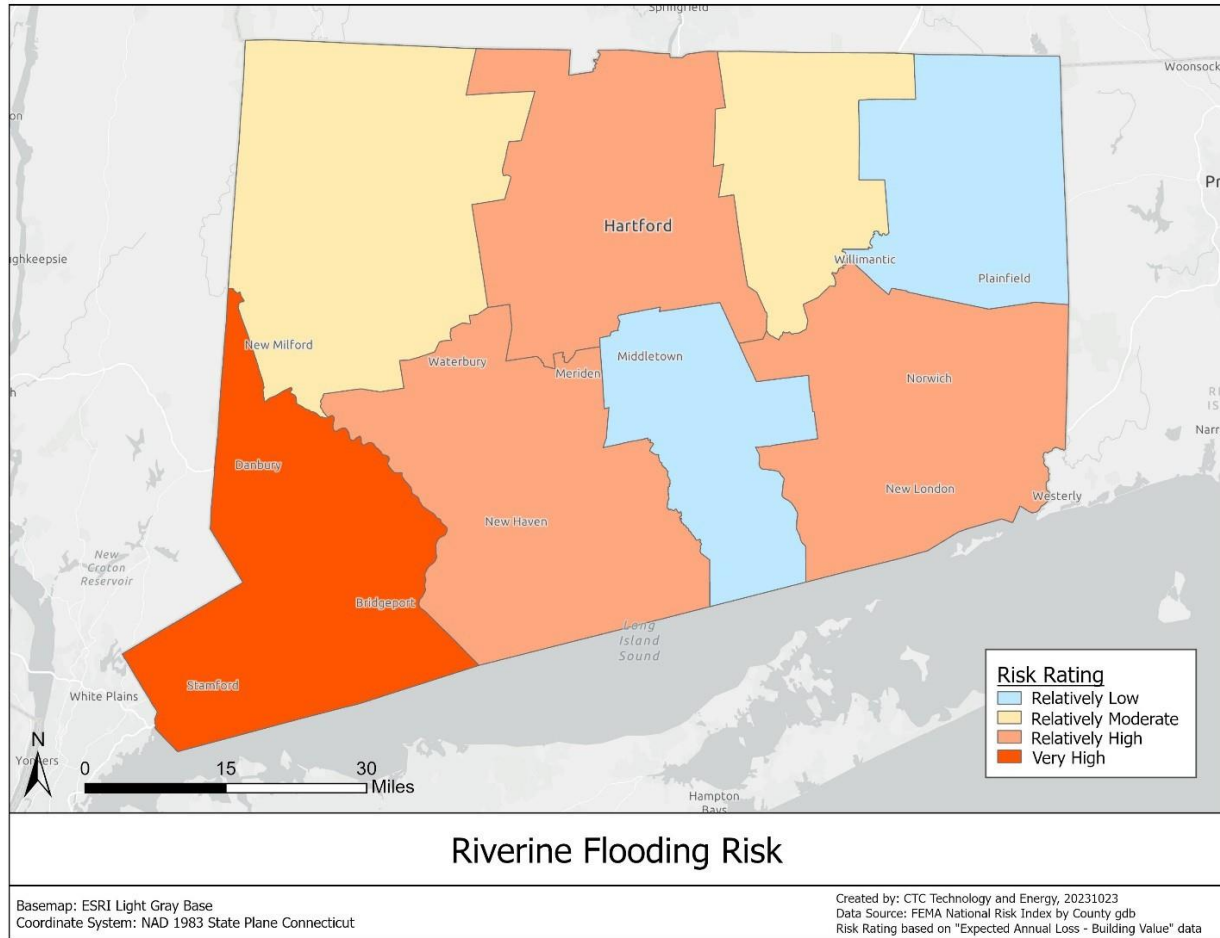 Springfield
Woonsock
on
Hartford
Pr
ghkeepsie
Willimantic
Plainfield
New Milford
Waterbury
Meriden
Middletown
Norwich
h
Danbury
New London
Westerly
Narr
New Haven
New
Croton
Reservoir
Bridgeport
Long
Island
Sound
Stamford
White Plains
Yonkers
Hampton
Bays
N
0 15 30
Miles
Risk Rating
Relatively Low
Relatively Moderate
Relatively High
Very High
Riverine Flooding Risk
Basemap: ESRI Light Gray Base
Coordinate System: NAD 1983 State Plane Connecticut
Created by: CTC Technology and Energy, 20231023
Data Source: FEMA National Risk Index by County gdb
Risk Rating based on "Expected Annual Loss - Building Value" data